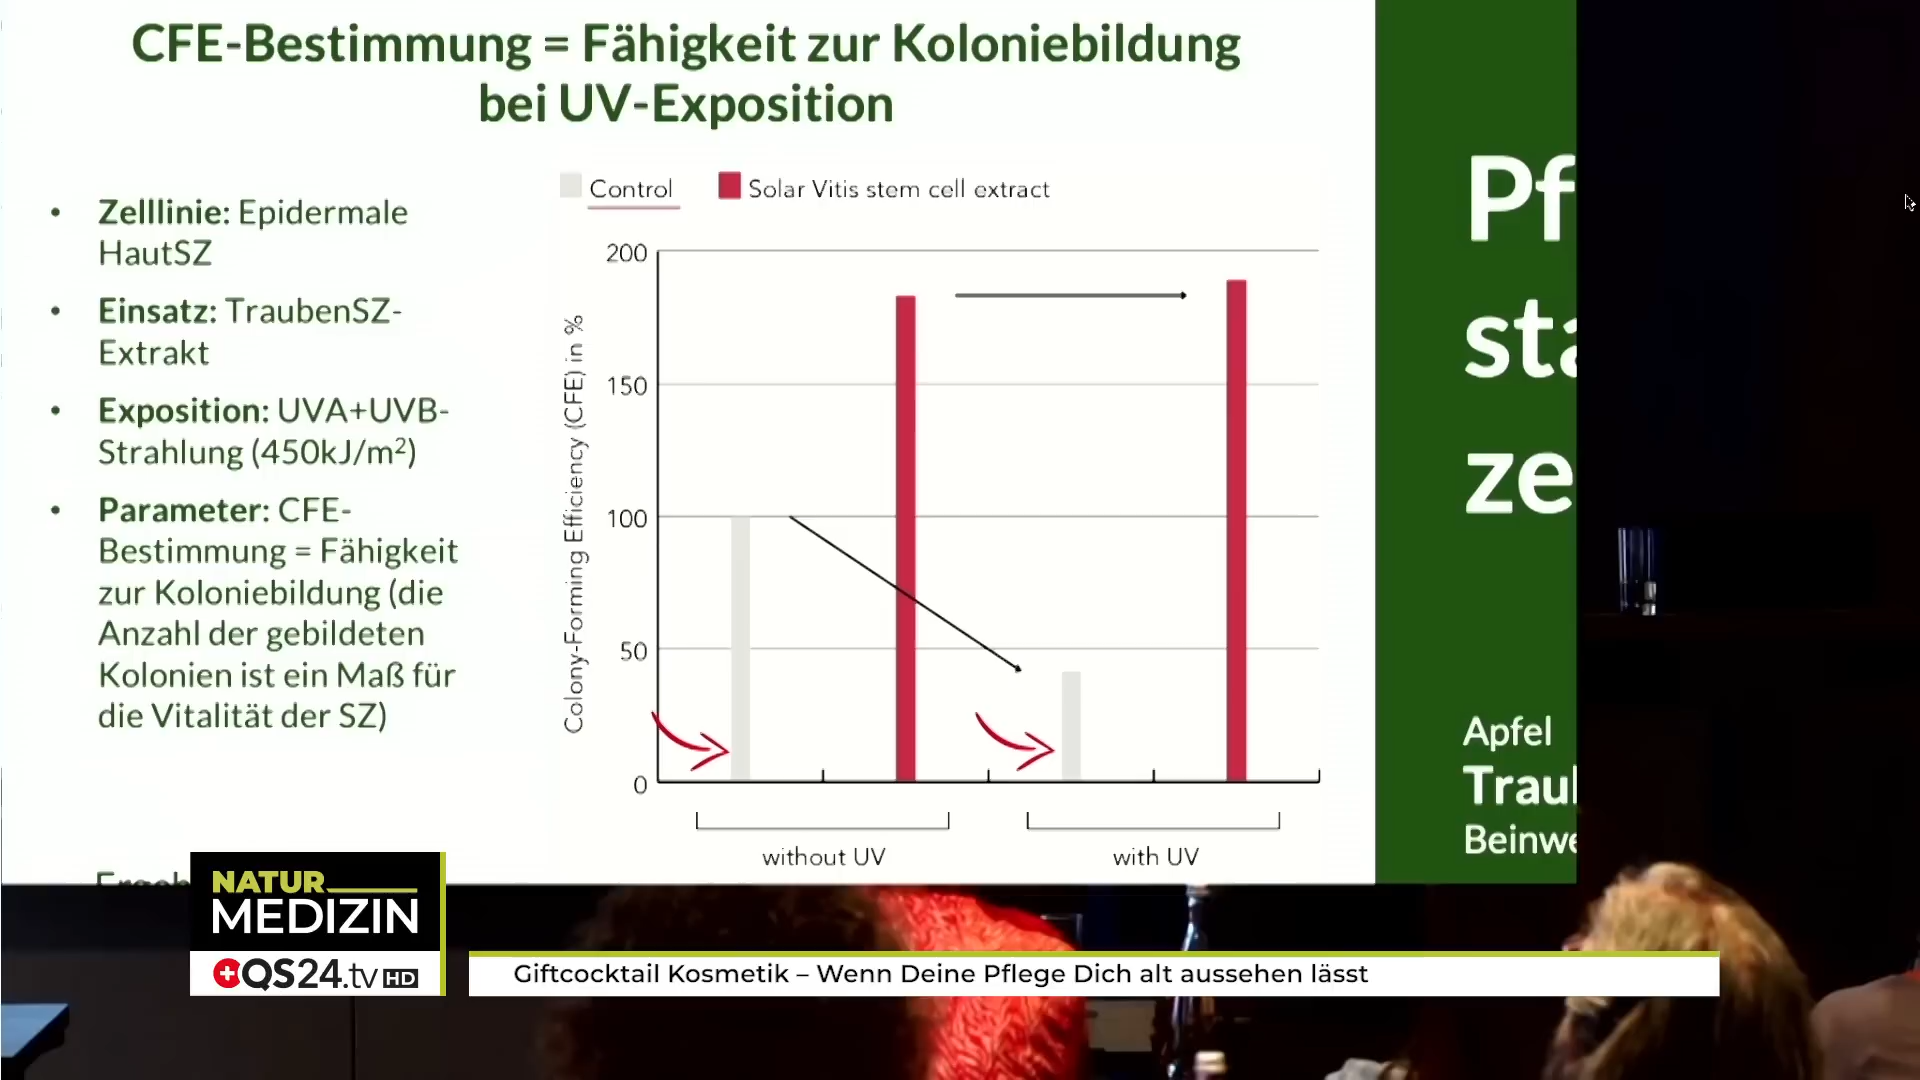 CFE-Bestimmung = Fähigkeit zur Koloniebildung
bei UV-Exposition
• Zelllinie: Epidermale
HautSZ
• Einsatz: TraubenSZ-
Extrakt
• Exposition: UVA+UVB-
Strahlung (450kJ/m²)
• Parameter: CFE-
Bestimmung = Fähigkeit
zur Koloniebildung (die
Anzahl der gebildeten
Kolonien ist ein Maß für
die Vitalität der SZ)
Control
Solar Vitis stem cell extract
Colony-Forming Efficiency (CFE) in %
200
150
100
50
0
without UV
with UV
Pf
sta
ze
Apfel
Traul
Beinwe
NATUR
MEDIZIN
QS24.tv HD
Giftcocktail Kosmetik – Wenn Deine Pflege Dich alt aussehen lässt